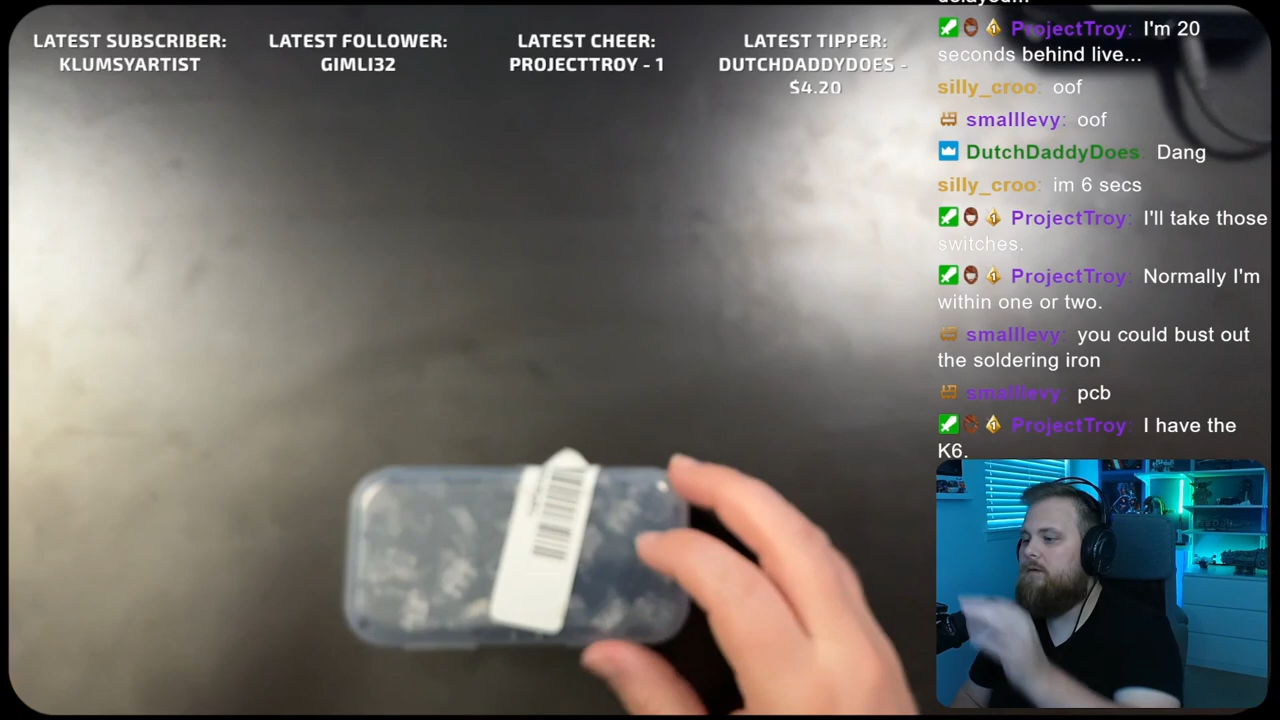 LATEST SUBSCRIBER:
KLUMSYARTIST
LATEST FOLLOWER:
GIMLI32
LATEST CHEER:
PROJECTTROY - 1
LATEST TIPPER:
DUTCHDADDYDOES -
$4.20
delayed...
ProjectTroy: I'm 20
seconds behind live...
silly_croo: oof
smalllevy: oof
DutchDaddyDoes: Dang
silly_croo: im 6 secs
ProjectTroy: I'll take those
switches.
ProjectTroy: Normally I'm
within one or two.
smalllevy: you could bust out
the soldering iron
smalllevy: pcb
ProjectTroy: I have the
K6.